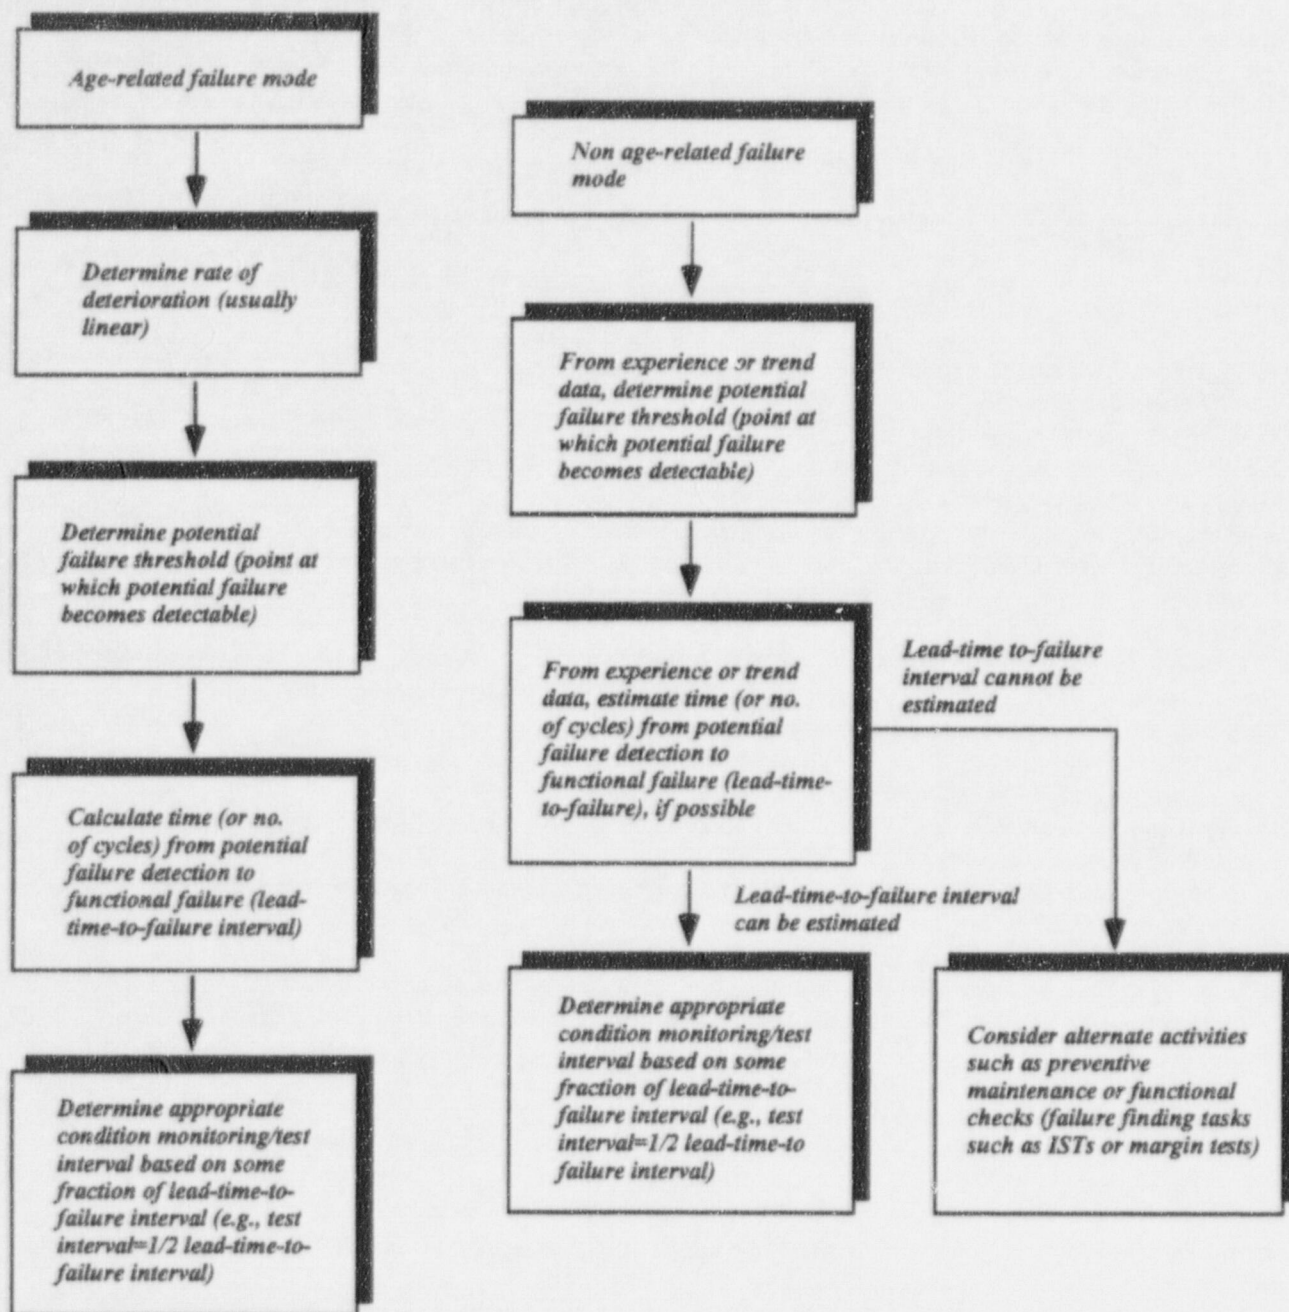 Age-related failure mode
Determine rate of
deterioration (usually
linear)
Determine potential
failure threshold (point at
which potential failure
becomes detectable)
Calculate time (or no.
of cycles) from potential
failure detection to
functional failure (lead-
time-to-failure interval)
Determine appropriate
condition monitoring/test
interval based on some
fraction of lead-time-to-
failure interval (e.g., test
interval=1/2 lead-time-to-
failure interval)
Non age-related failure
mode
From experience or trend
data, determine potential
failure threshold (point at
which potential failure
becomes detectable)
From experience or trend
data, estimate time (or no.
of cycles) from potential
failure detection to
functional failure (lead-time-
to-failure), if possible
Lead-time to-failure
interval cannot be
estimated
Lead-time-to-failure interval
can be estimated
Determine appropriate
condition monitoring/test
interval based on some
fraction of lead-time-to-
failure interval (e.g., test
interval=1/2 lead-time-to
failure interval)
Consider alternate activities
such as preventive
maintenance or functional
checks (failure finding tasks
such as ISTs or margin tests)